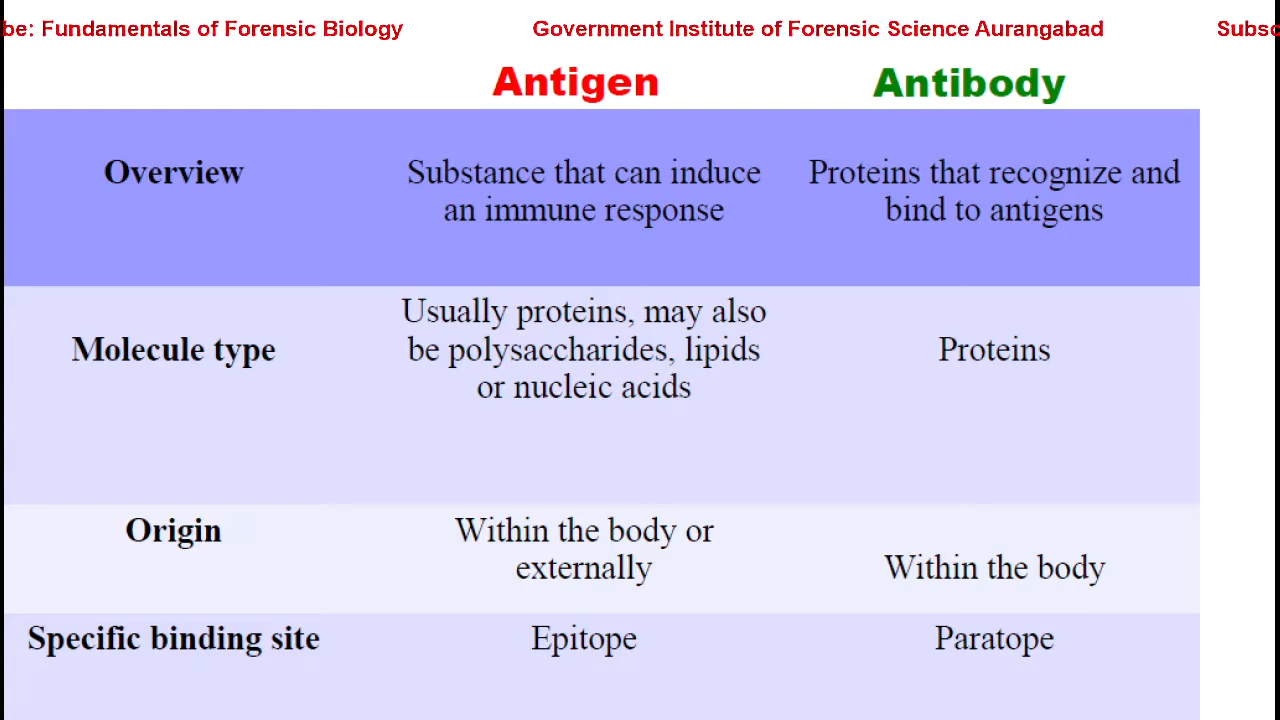 be: Fundamentals of Forensic Biology Government Institute of Forensic Science Aurangabad Subsc
Antigen Antibody
Overview
Substance that can induce
an immune response
Proteins that recognize and
bind to antigens
Molecule type
Usually proteins, may also
be polysaccharides, lipids
or nucleic acids
Proteins
Origin
Within the body or
externally
Within the body
Specific binding site
Epitope
Paratope